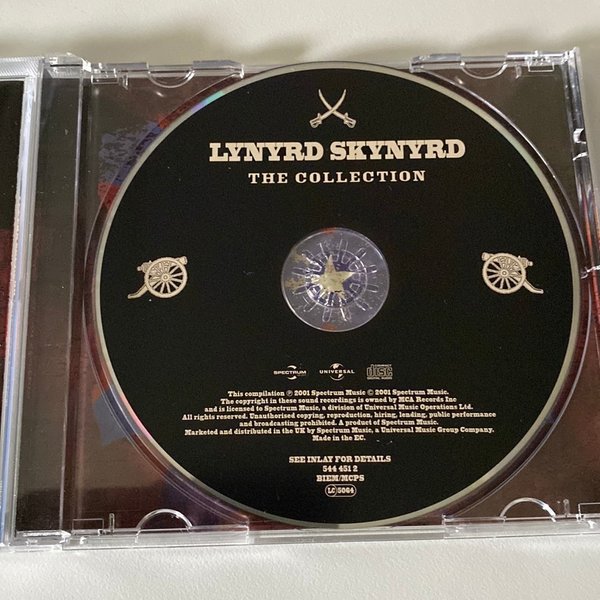 LYNYRD SKYNYRD
THE COLLECTION
SPECTRUM
UNIVERSAL
COMPACT
disc
DIGITAL AUDIO
This compilation ℗ 2001 Spectrum Music © 2001 Spectrum Music.
The copyright in these sound recordings is owned by MCA Records Inc
and is licensed to Spectrum Music, a division of Universal Music Operations Ltd.
All rights reserved. Unauthorised copying, reproduction, hiring, lending, public performance
and broadcasting prohibited. A product of Spectrum Music.
Marketed and distributed in the UK by Spectrum Music, a Universal Music Group Company.
Made in the EC.
SEE INLAY FOR DETAILS
544 451 2
BIEM/MCPS
LC 5064